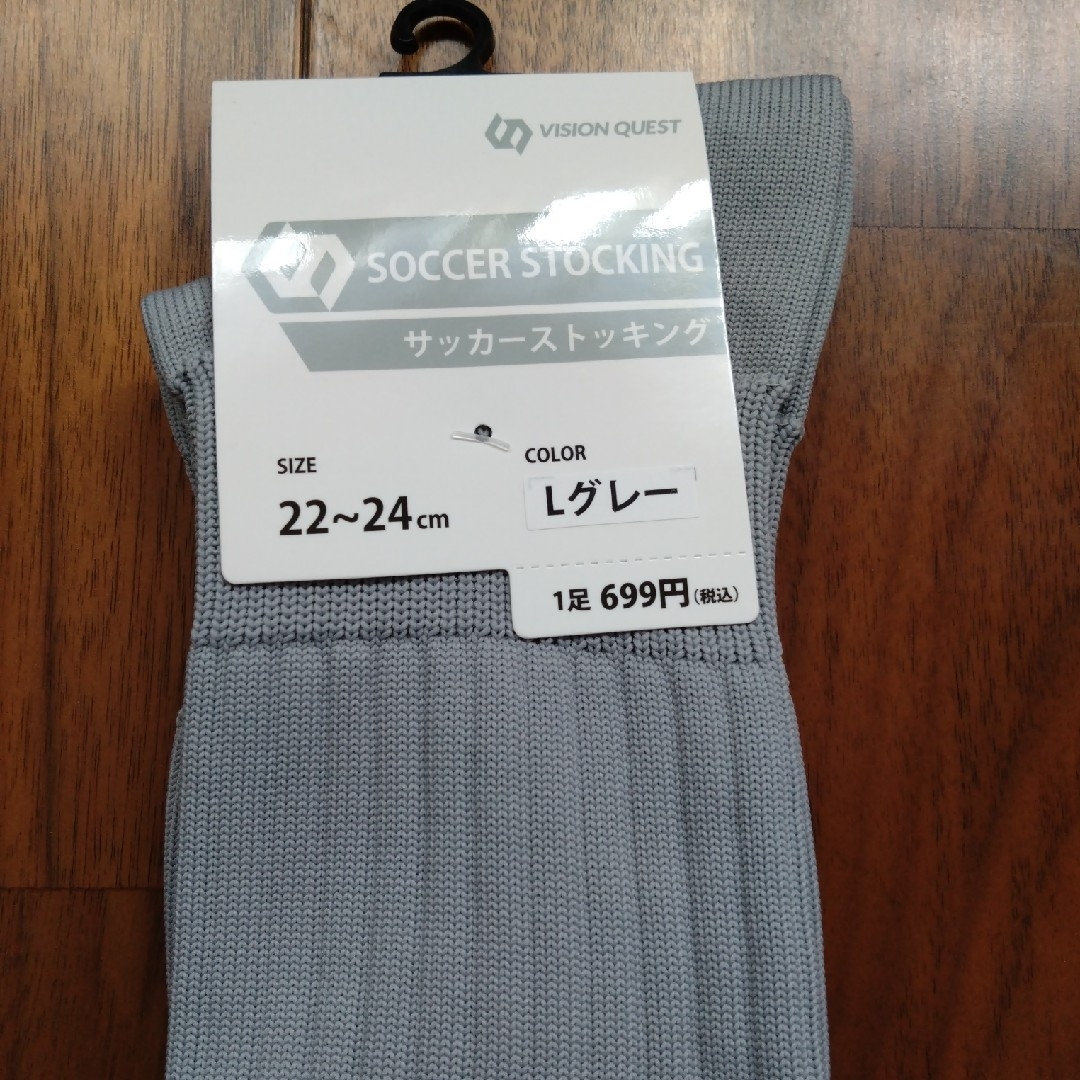 VISION QUEST
SOCCER STOCKING
サッカーストッキング
SIZE
22~24cm
COLOR
Lグレー
1足 699円(税込)